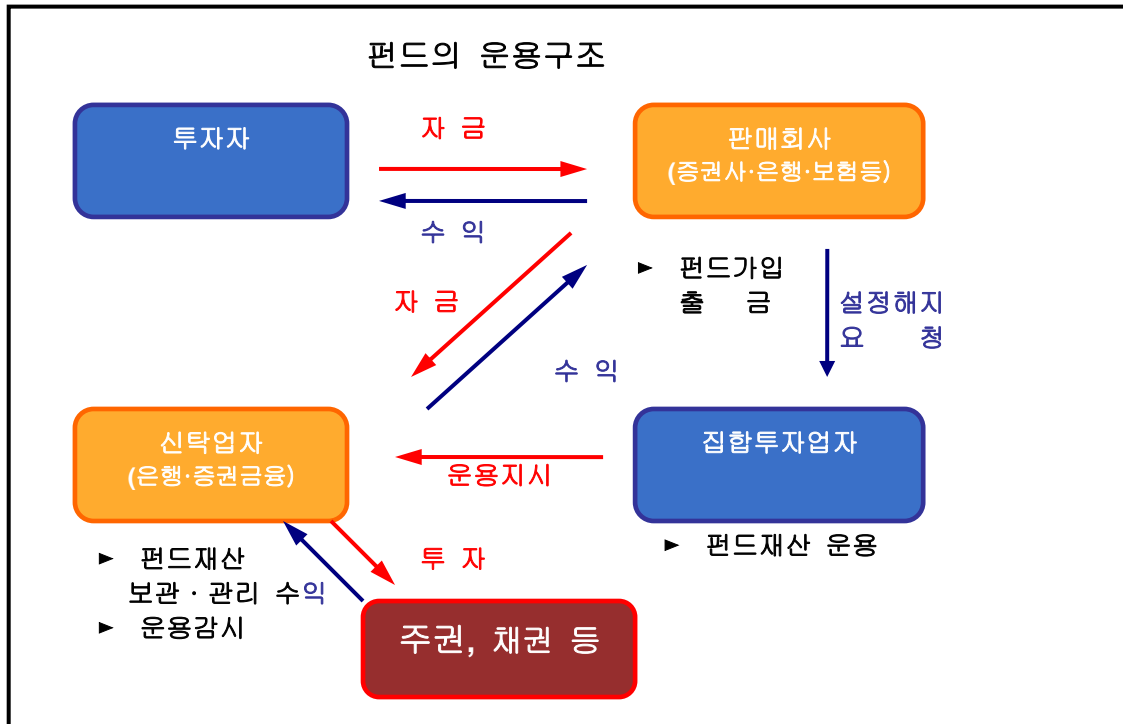 펀드의 운용구조
투자자
자 금
판매회사
(증권사·은행·보험등)
수 익
► 펀드가입
출 금
자 금
설정해지
요 청
수 익
신탁업자
(은행·증권금융)
운용지시
집합투자업자
► 펀드재산 운용
► 펀드재산
보관·관리 수익
► 운용감시
투 자
주권, 채권 등